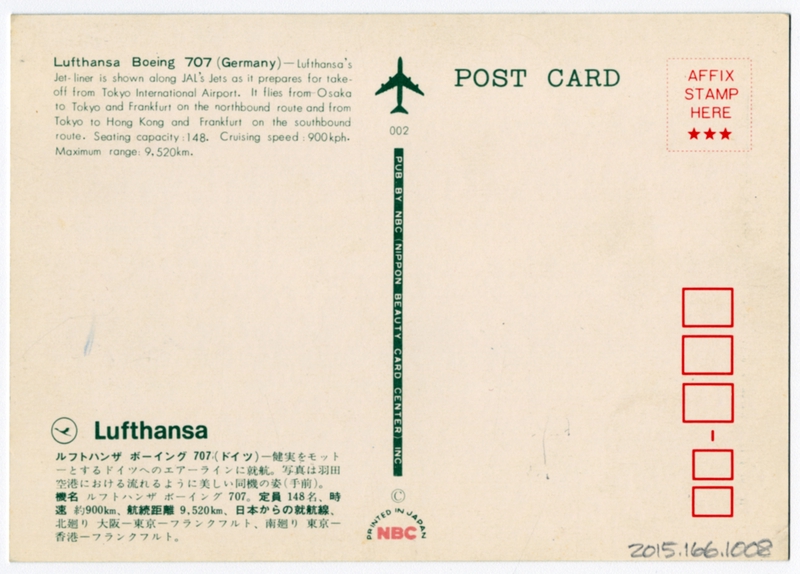 Lufthansa Boeing 707 (Germany)—Lufthansa's
Jet-liner is shown along JAL's Jets as it prepares for take-
off from Tokyo International Airport. It flies from Osaka
to Tokyo and Frankfurt on the northbound route and from
Tokyo to Hong Kong and Frankfurt on the southbound
route. Seating capacity: 148. Cruising speed: 900kph.
Maximum range: 9.520km.
Lufthansa
ルフトハンザ ボーイング 707 (ドイツ)—健実をモット
ーとするドイツへのエアーラインに就航。写真は羽田
空港における流れるように美しい同機の姿(手前)。
機名 ルフトハンザ ボーイング 707。定員 148名、時
速 約900km、航続距離 9,520km、日本からの就航線、
北廻り 大阪—東京—フランクフルト、南廻り 東京—
香港—フランクフルト。
002
PUB BY NBC (NIPPON BEAUTY CARD CENTER) INC
©
PRINTED IN JAPAN
NBC
POST CARD
AFFIX
STAMP
HERE
★★★
2015.166.1008